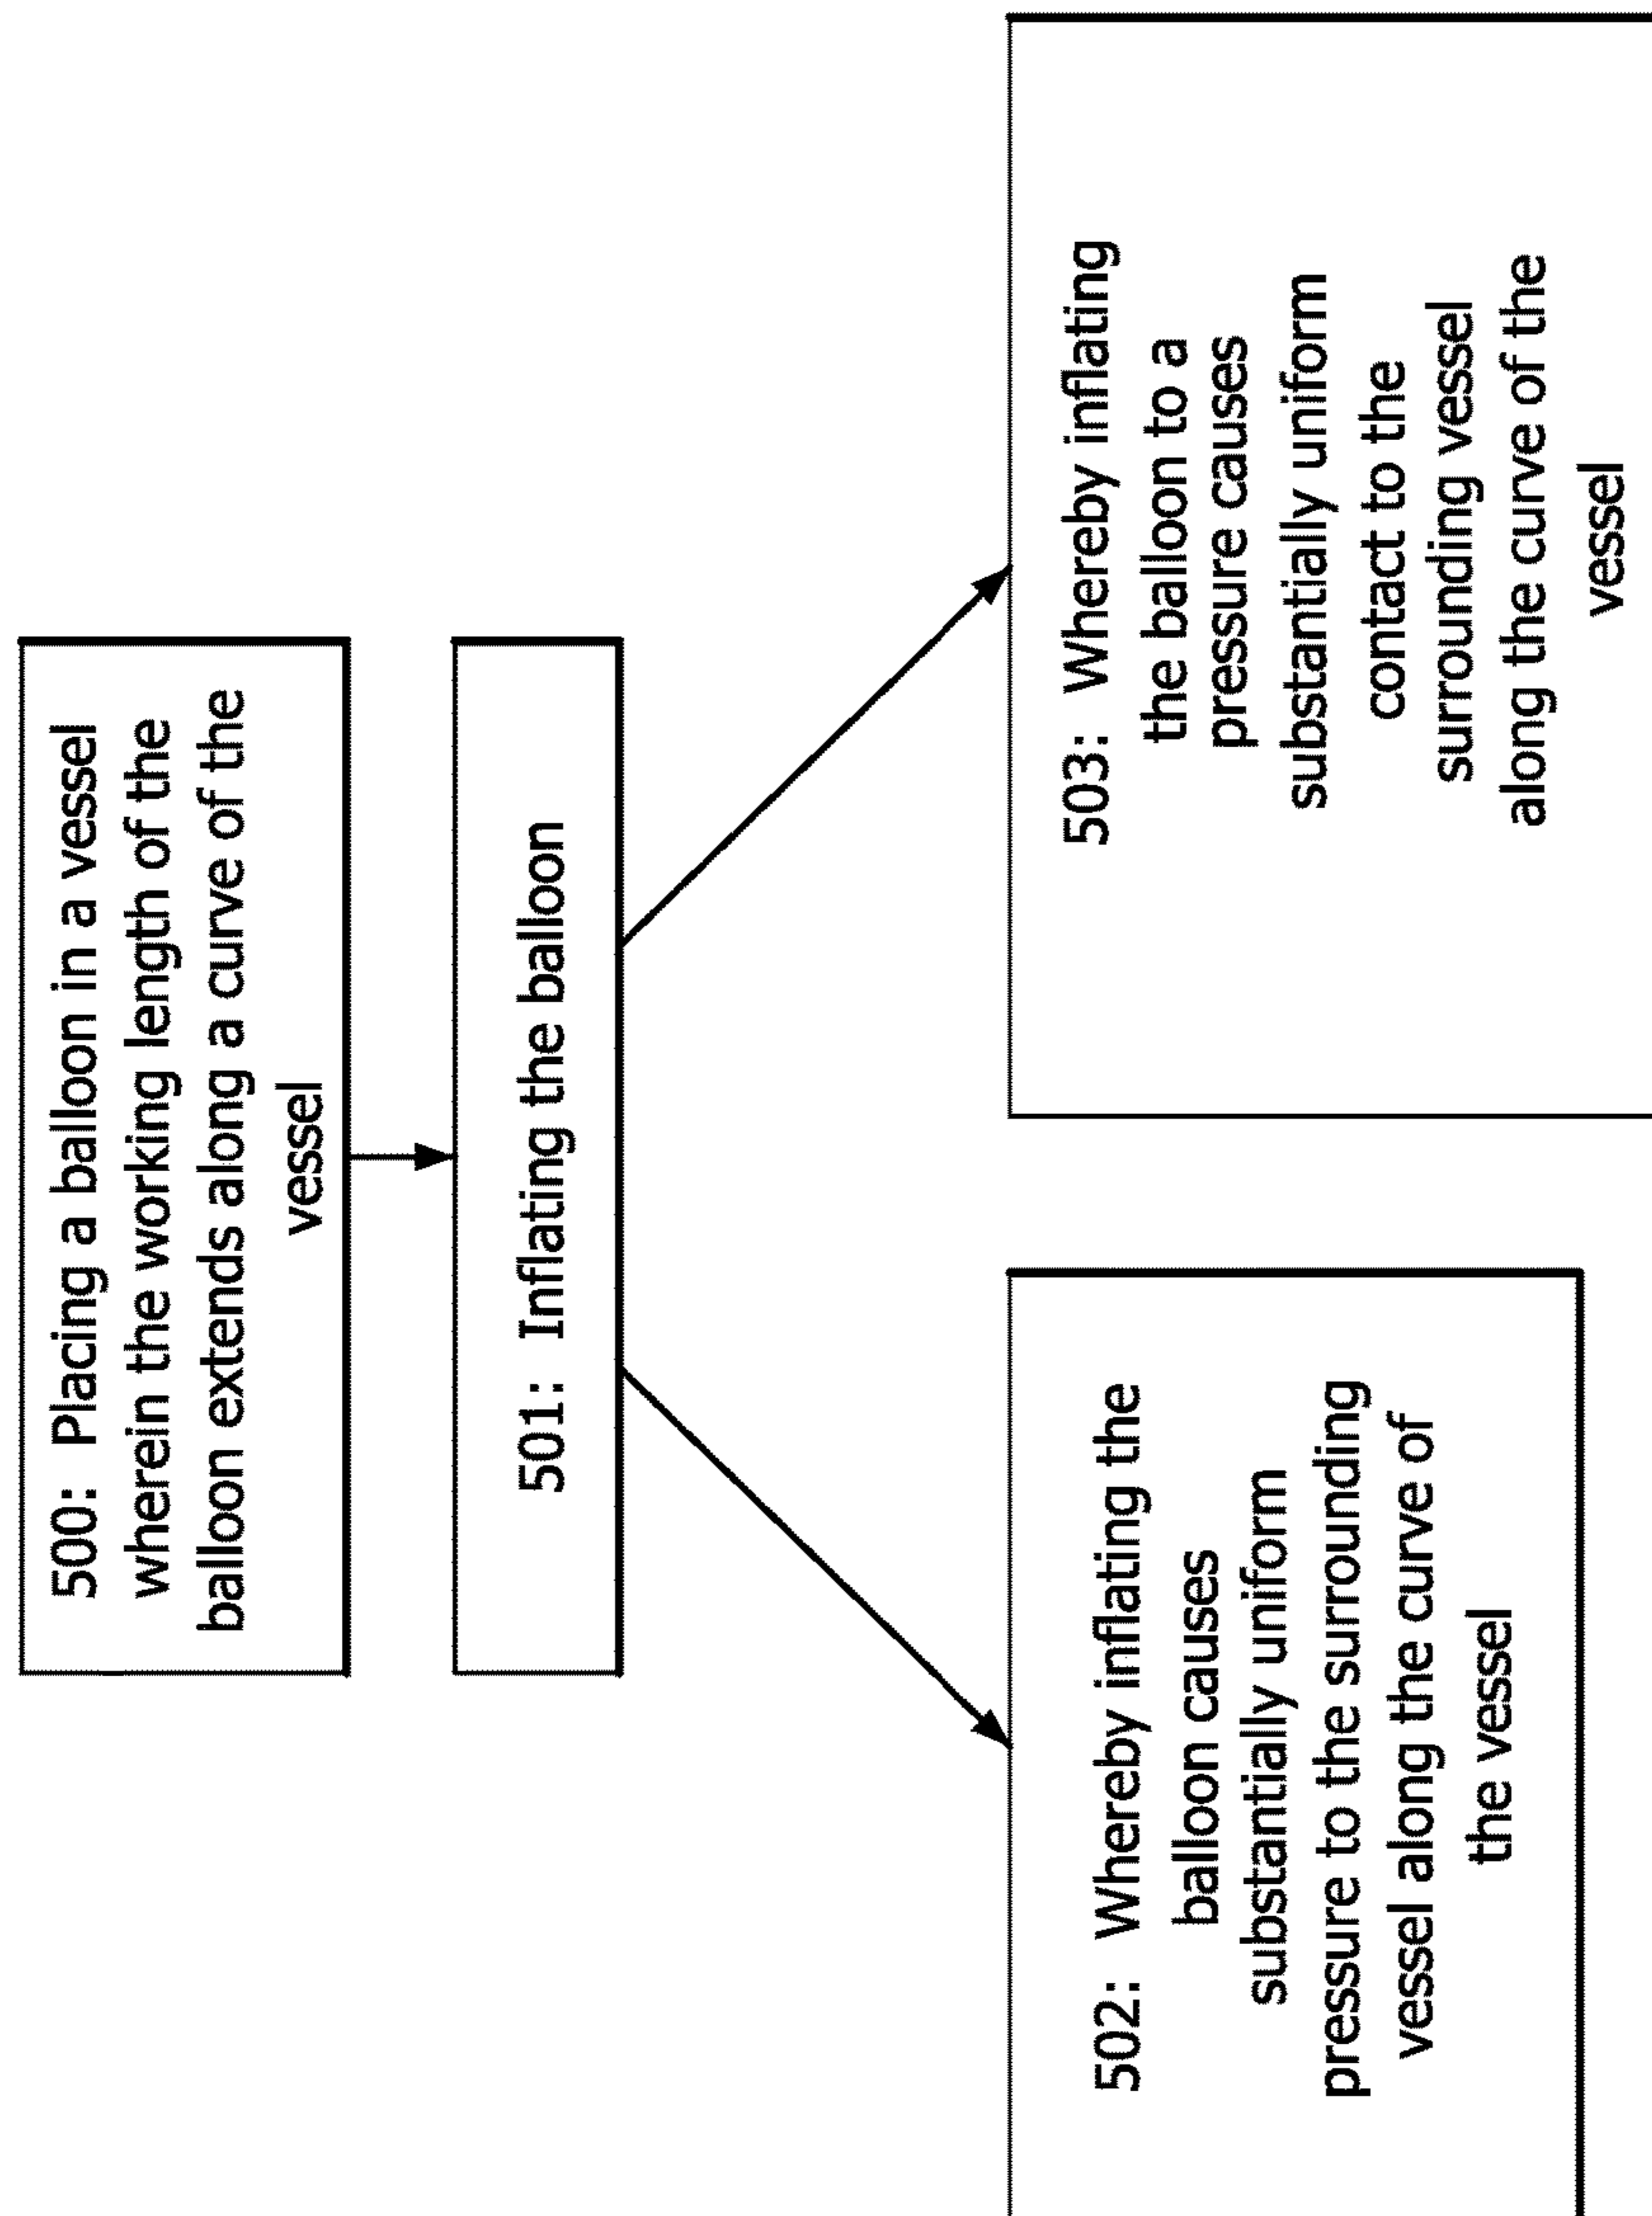 500: Placing a balloon in a vessel
wherein the working length of the
balloon extends along a curve of the
vessel
501: Inflating the balloon
502: Whereby inflating the
balloon causes
substantially uniform
pressure to the surrounding
vessel along the curve of
the vessel
503: Whereby inflating
the balloon to a
pressure causes
substantially uniform
contact to the
surrounding vessel
along the curve of the
vessel